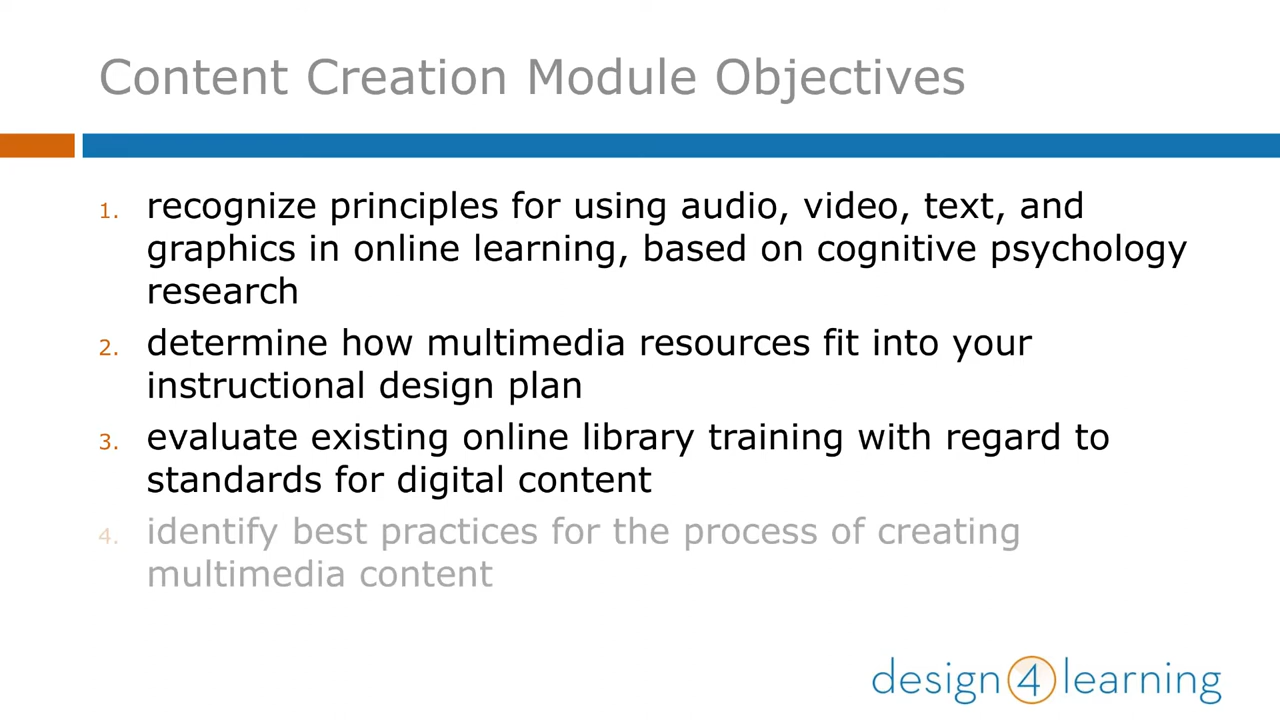 Content Creation Module Objectives
1. recognize principles for using audio, video, text, and
graphics in online learning, based on cognitive psychology
research
2. determine how multimedia resources fit into your
instructional design plan
3. evaluate existing online library training with regard to
standards for digital content
4. identify best practices for the process of creating
multimedia content
design 4 learning